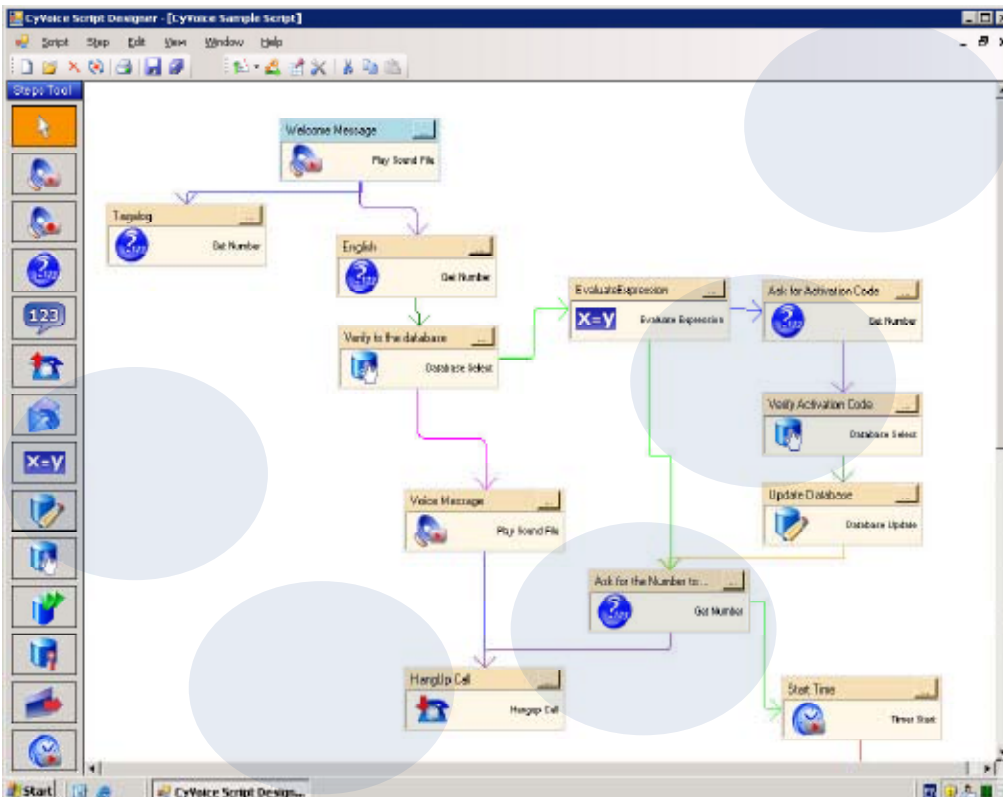 CyVoice Script Designer - [CyVoice Sample Script]
Script Step Edit View Window Help
Steps Tool
Welcome Message ...
Play Sound File
Tagalog ...
Get Number
English ...
Get Number
EvaluateExpression ...
X=Y Evaluate Expression
Ask for Activation Code ...
Get Number
123
Verify to the database ...
Database Select
Verify Activation Code ...
Database Select
X=Y
Voice Message ...
Play Sound File
Update Database ...
Database Update
Ask for the Number to... ...
Get Number
HangUp Call ...
Hangup Call
Start Time ...
Timer Start
Start CyVoice Script Design...